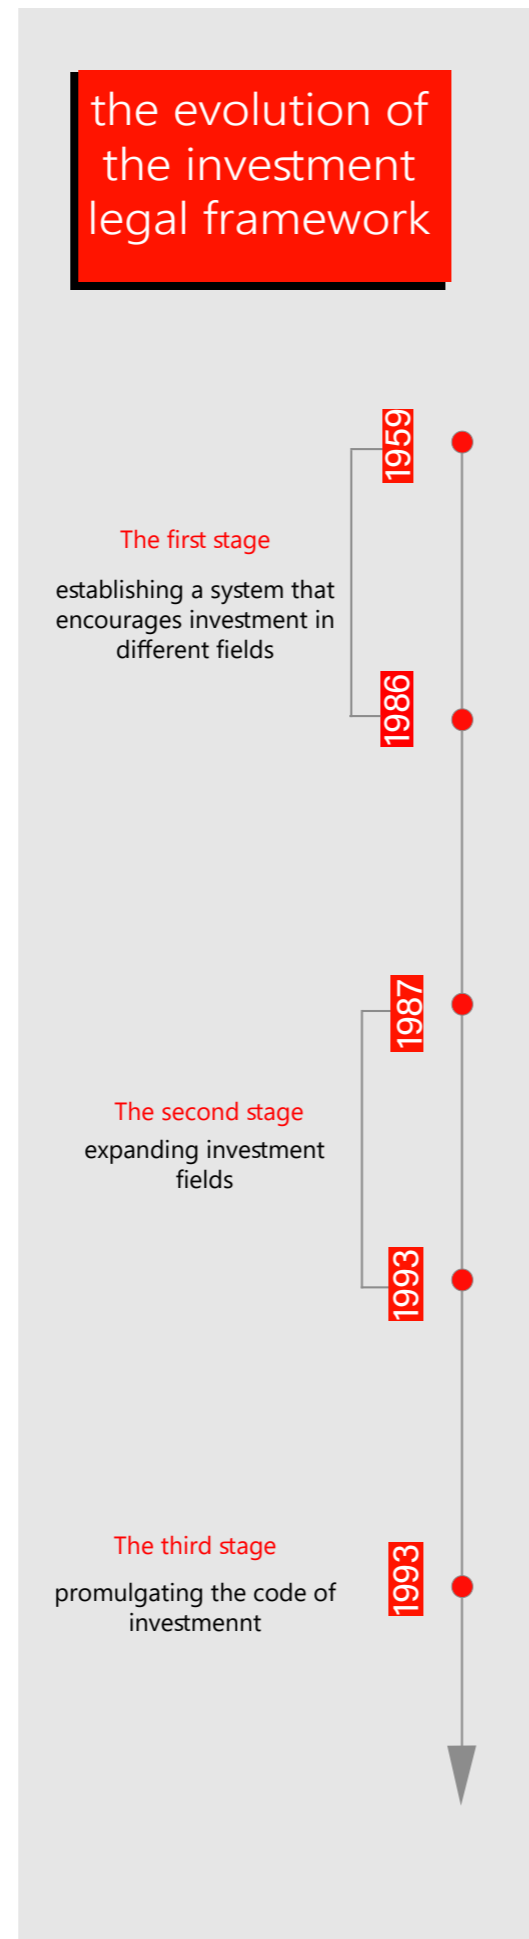 the evolution of
the investment
legal framework
1959
The first stage
establishing a system that
encourages investment in
different fields
1986
1987
The second stage
expanding investment
fields
1993
The third stage
1993
promulgating the code of
investmennt